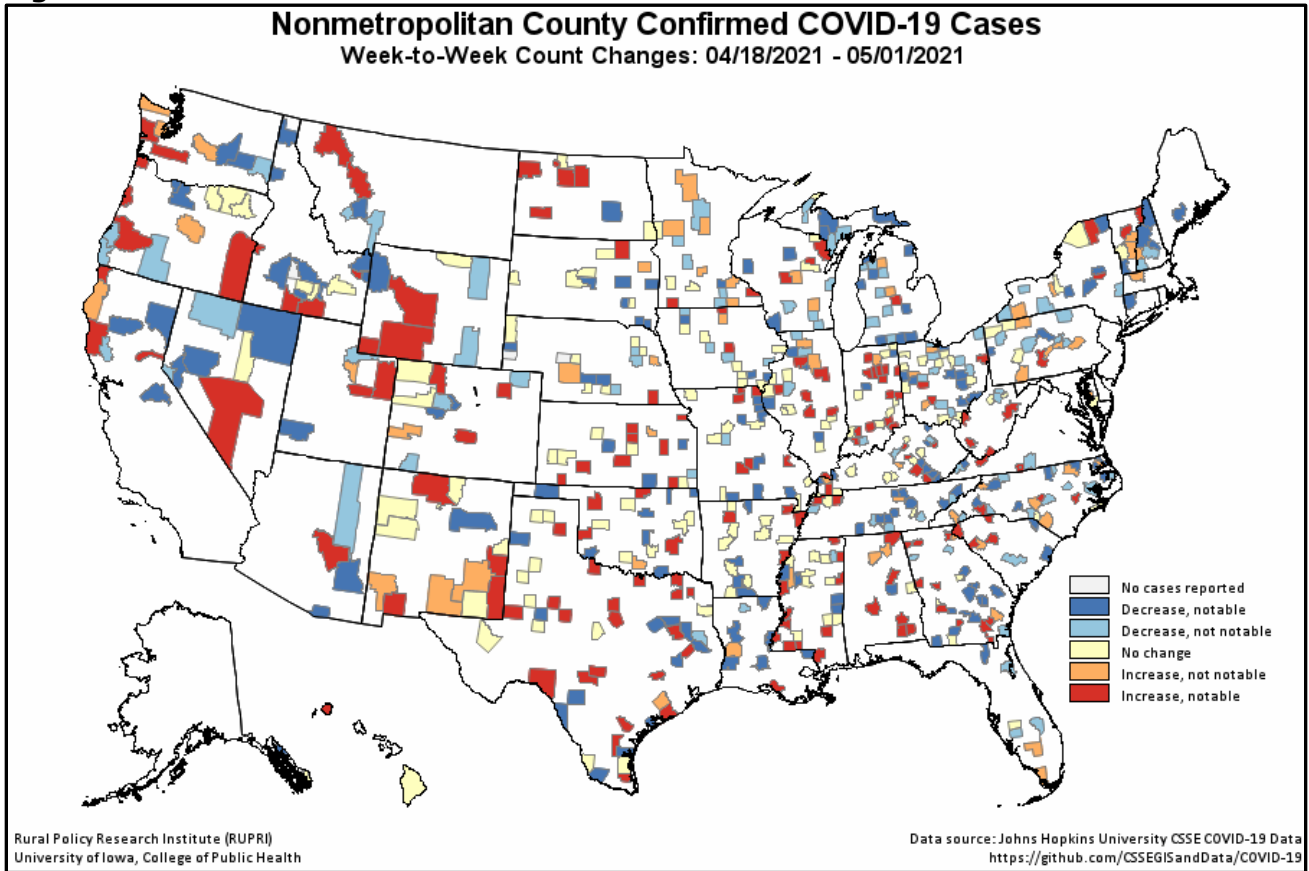 Nonmetropolitan County Confirmed COVID-19 Cases
Week-to-Week Count Changes: 04/18/2021 - 05/01/2021
No cases reported
Decrease, notable
Decrease, not notable
No change
Increase, not notable
Increase, notable
Rural Policy Research Institute (RUPRI)
University of Iowa, College of Public Health
Data source: Johns Hopkins University CSSE COVID-19 Data
https://github.com/CSSEGISandData/COVID-19